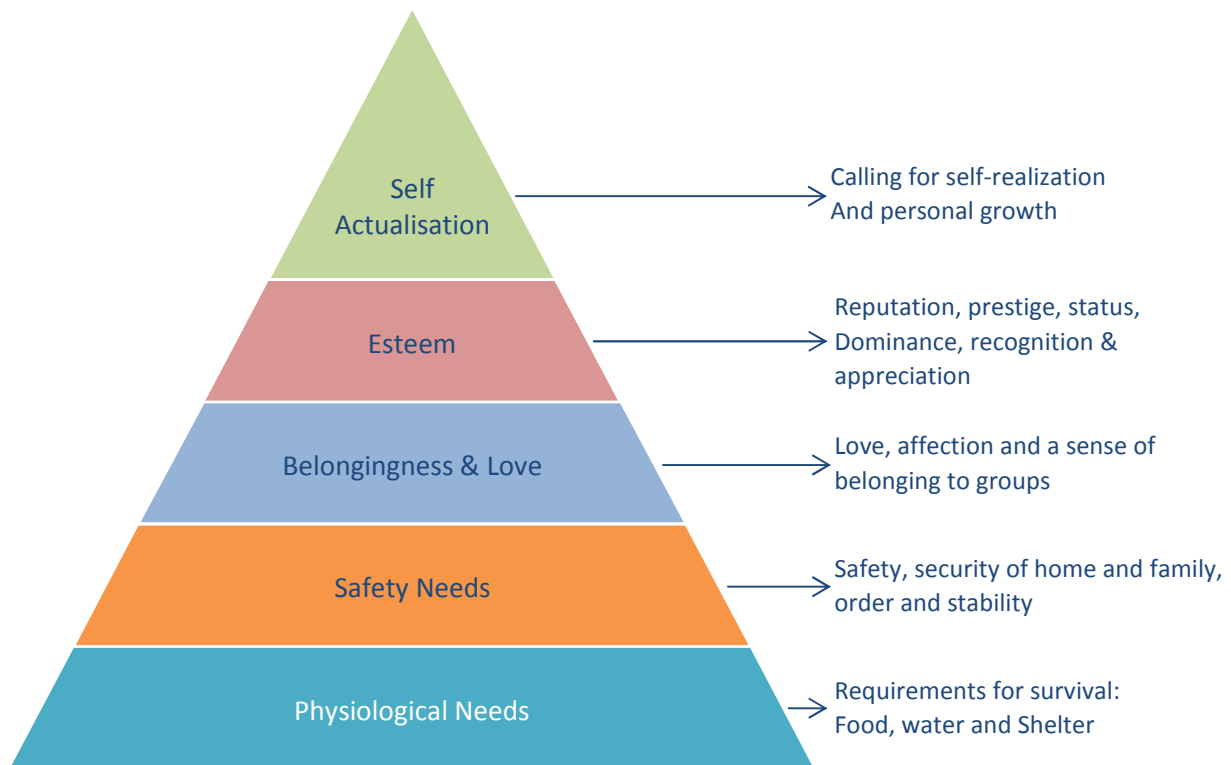 Self
Actualisation
Calling for self-realization
And personal growth
Esteem
Reputation, prestige, status,
Dominance, recognition &
appreciation
Belongingness & Love
Love, affection and a sense of
belonging to groups
Safety Needs
Safety, security of home and family,
order and stability
Physiological Needs
Requirements for survival:
Food, water and Shelter